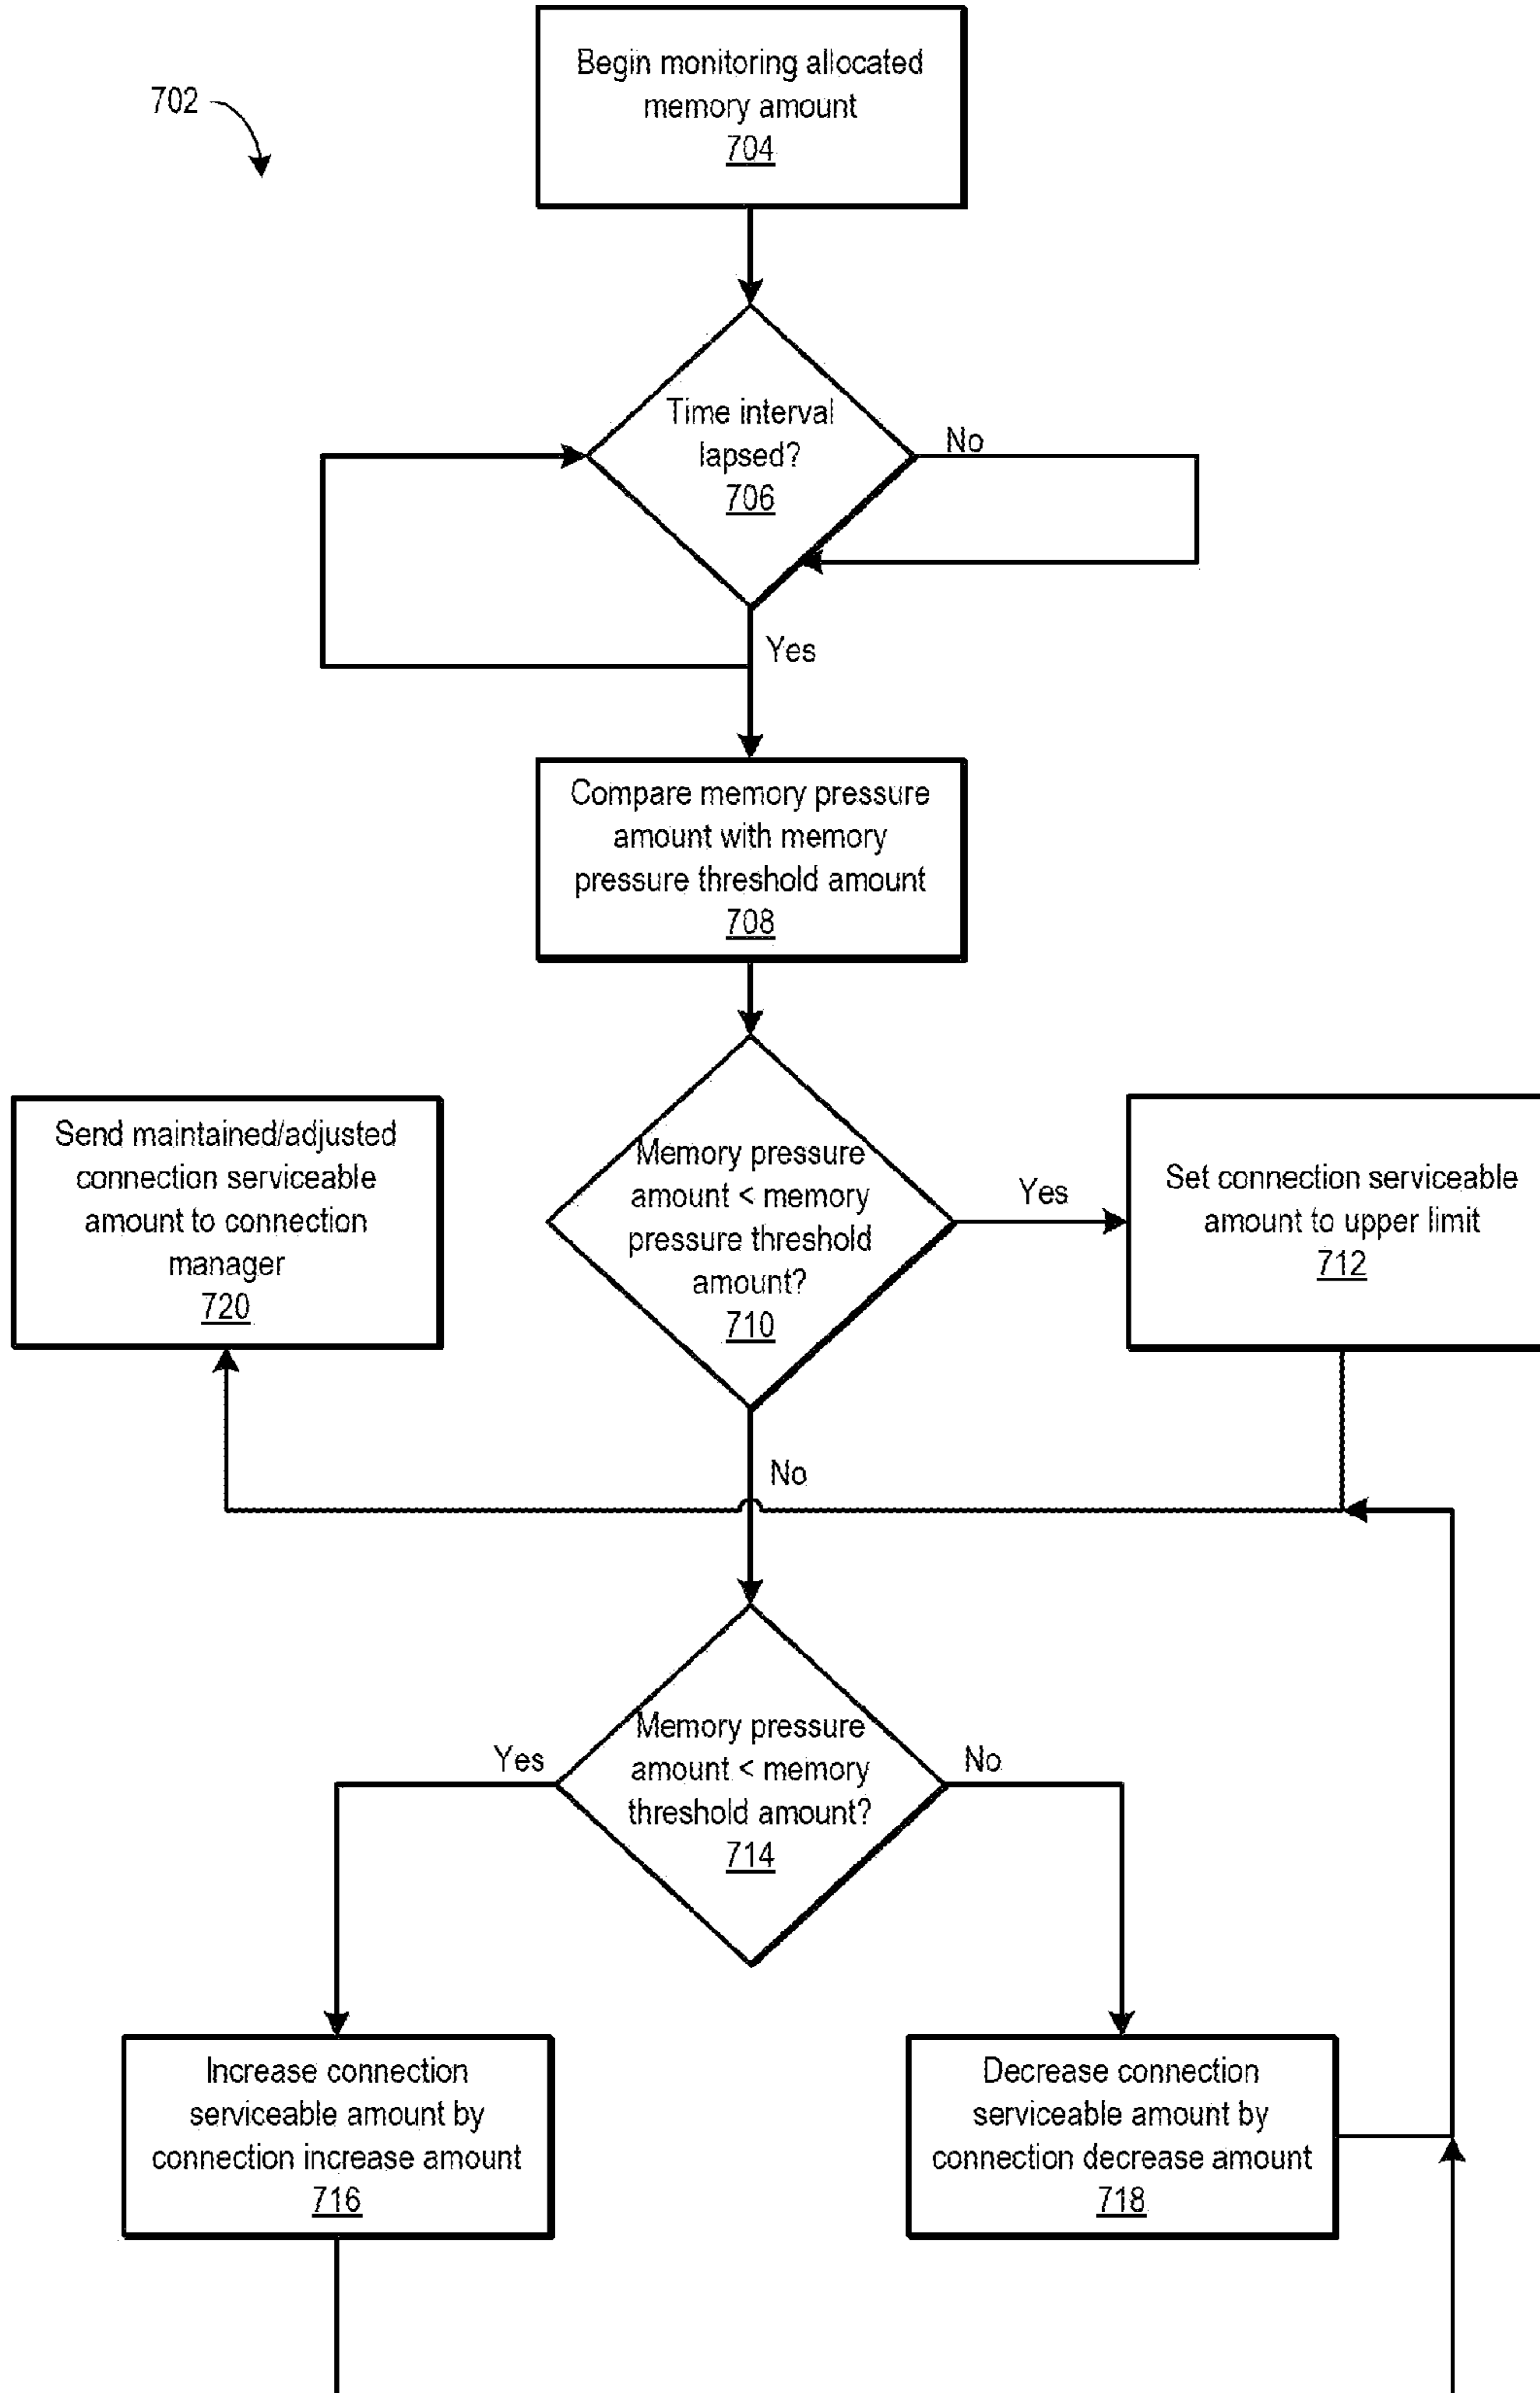 Begin monitoring allocated
memory amount
704
702
Time interval
lapsed?
706
No
Yes
Compare memory pressure
amount with memory
pressure threshold amount
708
Send maintained/adjusted
connection serviceable
amount to connection
manager
720
Memory pressure
amount < memory
pressure threshold
amount?
710
Yes
Set connection serviceable
amount to upper limit
712
No
Memory pressure
amount < memory
threshold amount?
714
Yes
No
Increase connection
serviceable amount by
connection increase amount
716
Decrease connection
serviceable amount by
connection decrease amount
718